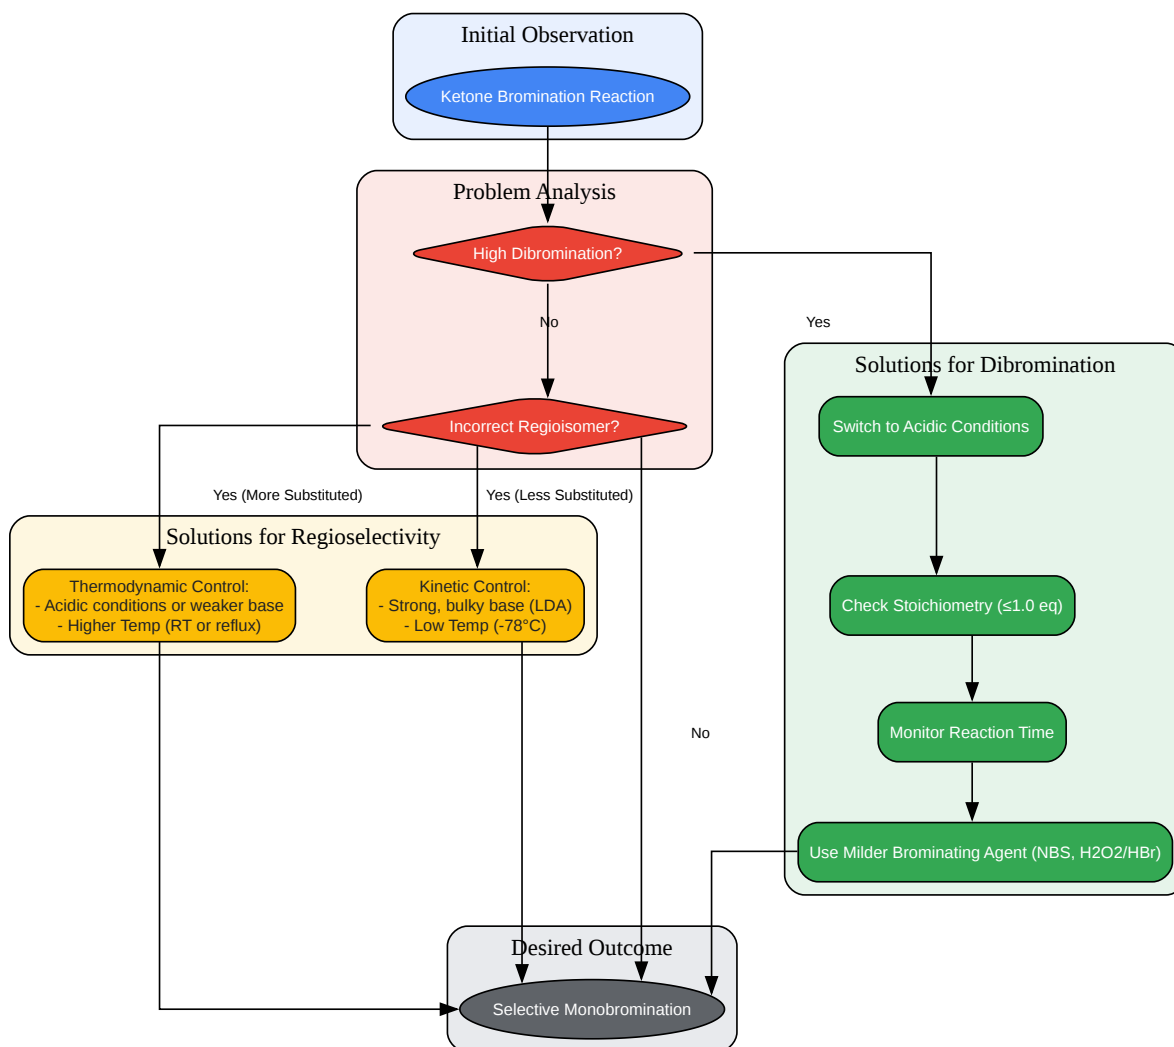 Initial Observation
Ketone Bromination Reaction
Problem Analysis
High Dibromination?
No
Yes
Solutions for Dibromination
Switch to Acidic Conditions
Incorrect Regioisomer?
Yes (More Substituted)
Yes (Less Substituted)
Solutions for Regioselectivity
Thermodynamic Control:
- Acidic conditions or weaker base
- Higher Temp (RT or reflux)
Kinetic Control:
- Strong, bulky base (LDA)
- Low Temp (-78°C)
Check Stoichiometry (≤1.0 eq)
Monitor Reaction Time
No
Use Milder Brominating Agent (NBS, H2O2/HBr)
Desired Outcome
Selective Monobromination